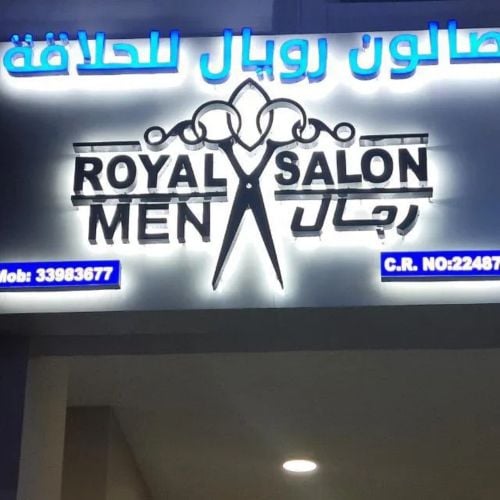 صالون رويال للحلاقة
ROYAL SALON
MEN رجال
Mob: 33983677
C.R. NO:22487